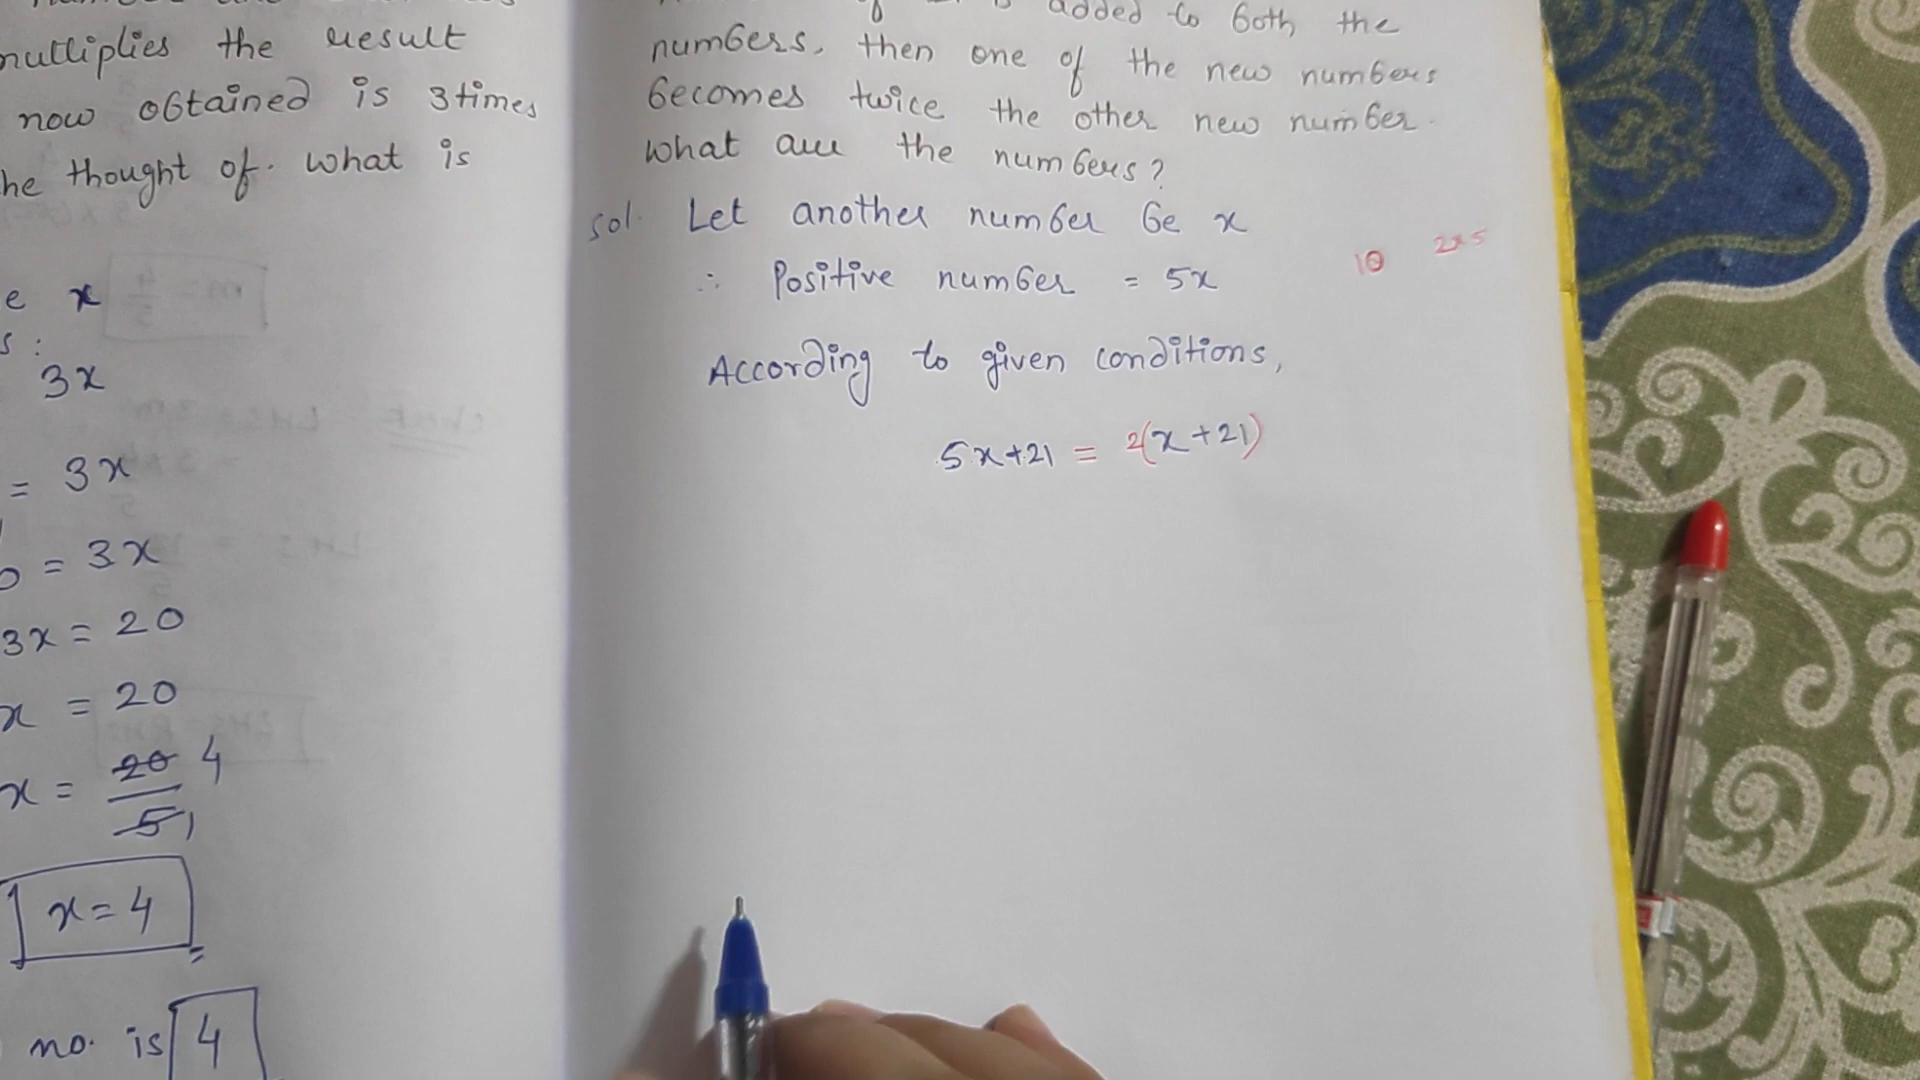 multiplies the result
now obtained is 3times
he thought of. what is
e x
s:
3x
= 3x
= 3x
3x = 20
x = 20
x = 20 4
5 1
x = 4
no. is 4
added to both the
numbers, then one of the new numbers
becomes twice the other new number.
what are the numbers?
sol. Let another number be x
∴ Positive number = 5x
10 2×5
According to given conditions,
5x+21 = 2(x+21)